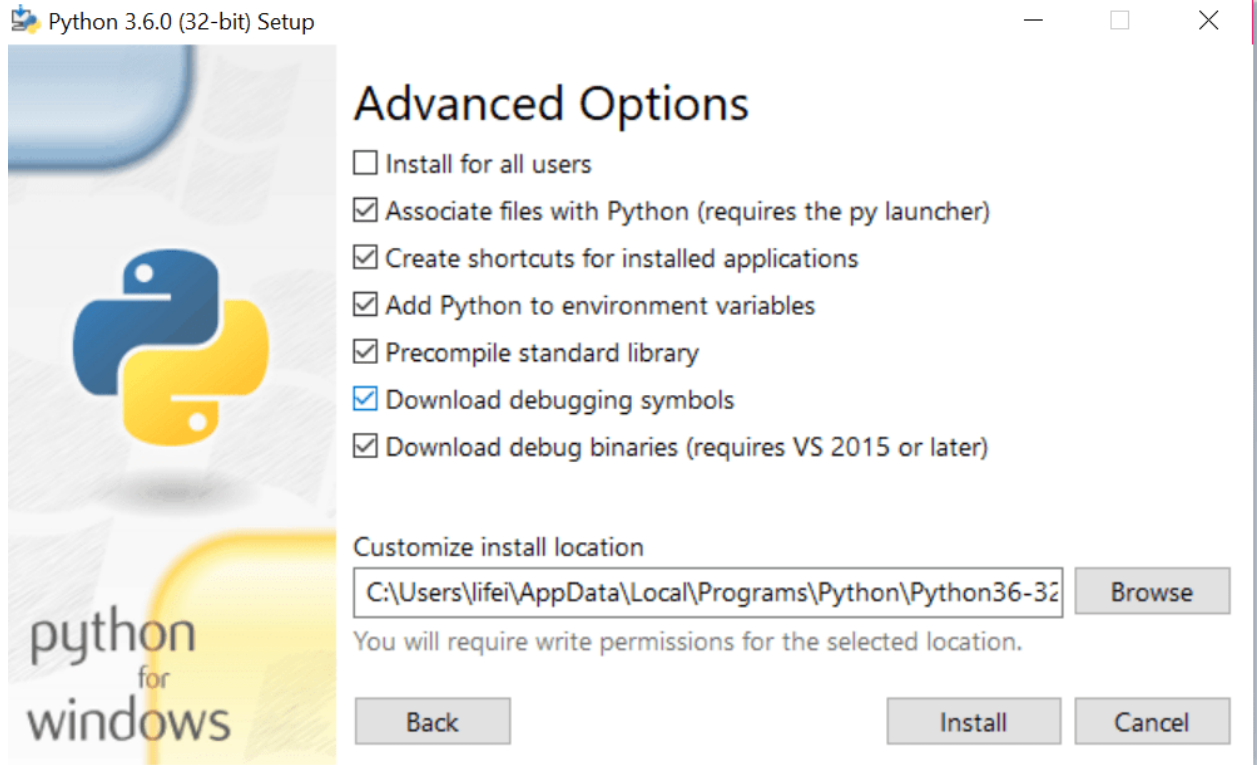 Python 3.6.0 (32-bit) Setup
Advanced Options
Install for all users
Associate files with Python (requires the py launcher)
Create shortcuts for installed applications
Add Python to environment variables
Precompile standard library
Download debugging symbols
Download debug binaries (requires VS 2015 or later)
Customize install location
C:\Users\lifei\AppData\Local\Programs\Python\Python36-32
Browse
You will require write permissions for the selected location.
python
for
windows
Back
Install
Cancel